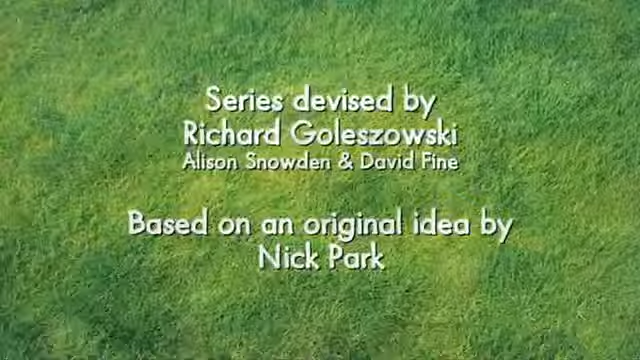 Series devised by
Richard Goleszowski
Alison Snowden & David Fine
Based on an original idea by
Nick Park